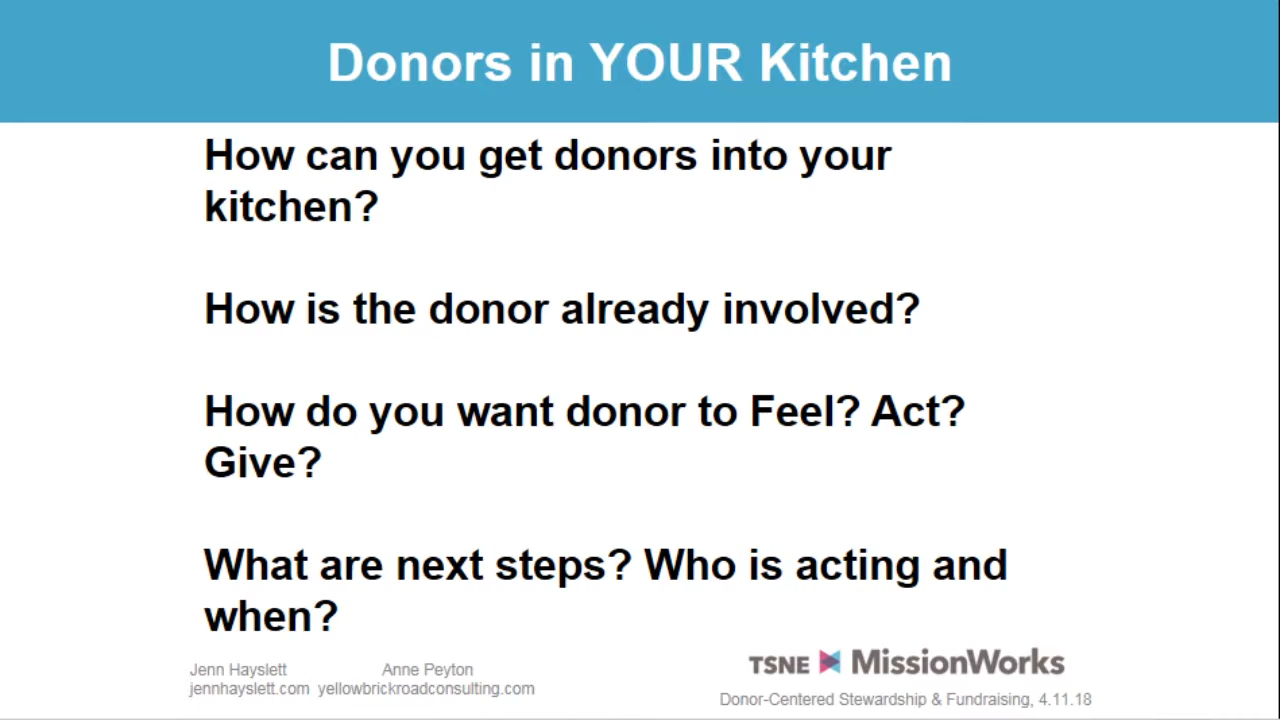 Donors in YOUR Kitchen
How can you get donors into your
kitchen?
How is the donor already involved?
How do you want donor to Feel? Act?
Give?
What are next steps? Who is acting and
when?
Jenn Hayslett Anne Peyton
jennhayslett.com yellowbrickroadconsulting.com
TSNE MissionWorks
Donor-Centered Stewardship & Fundraising, 4.11.18